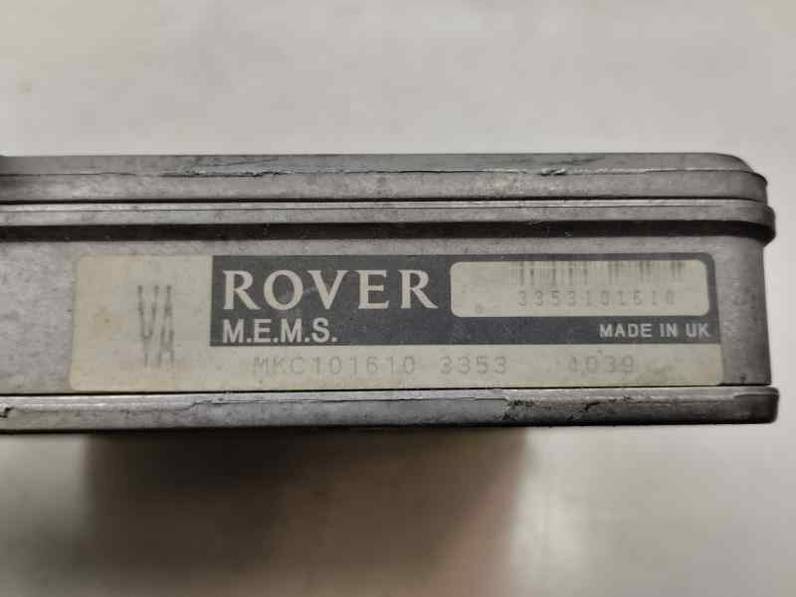 VA
ROVER
3353101610
M.E.M.S.
MADE IN UK
MKC101610 3353 4039